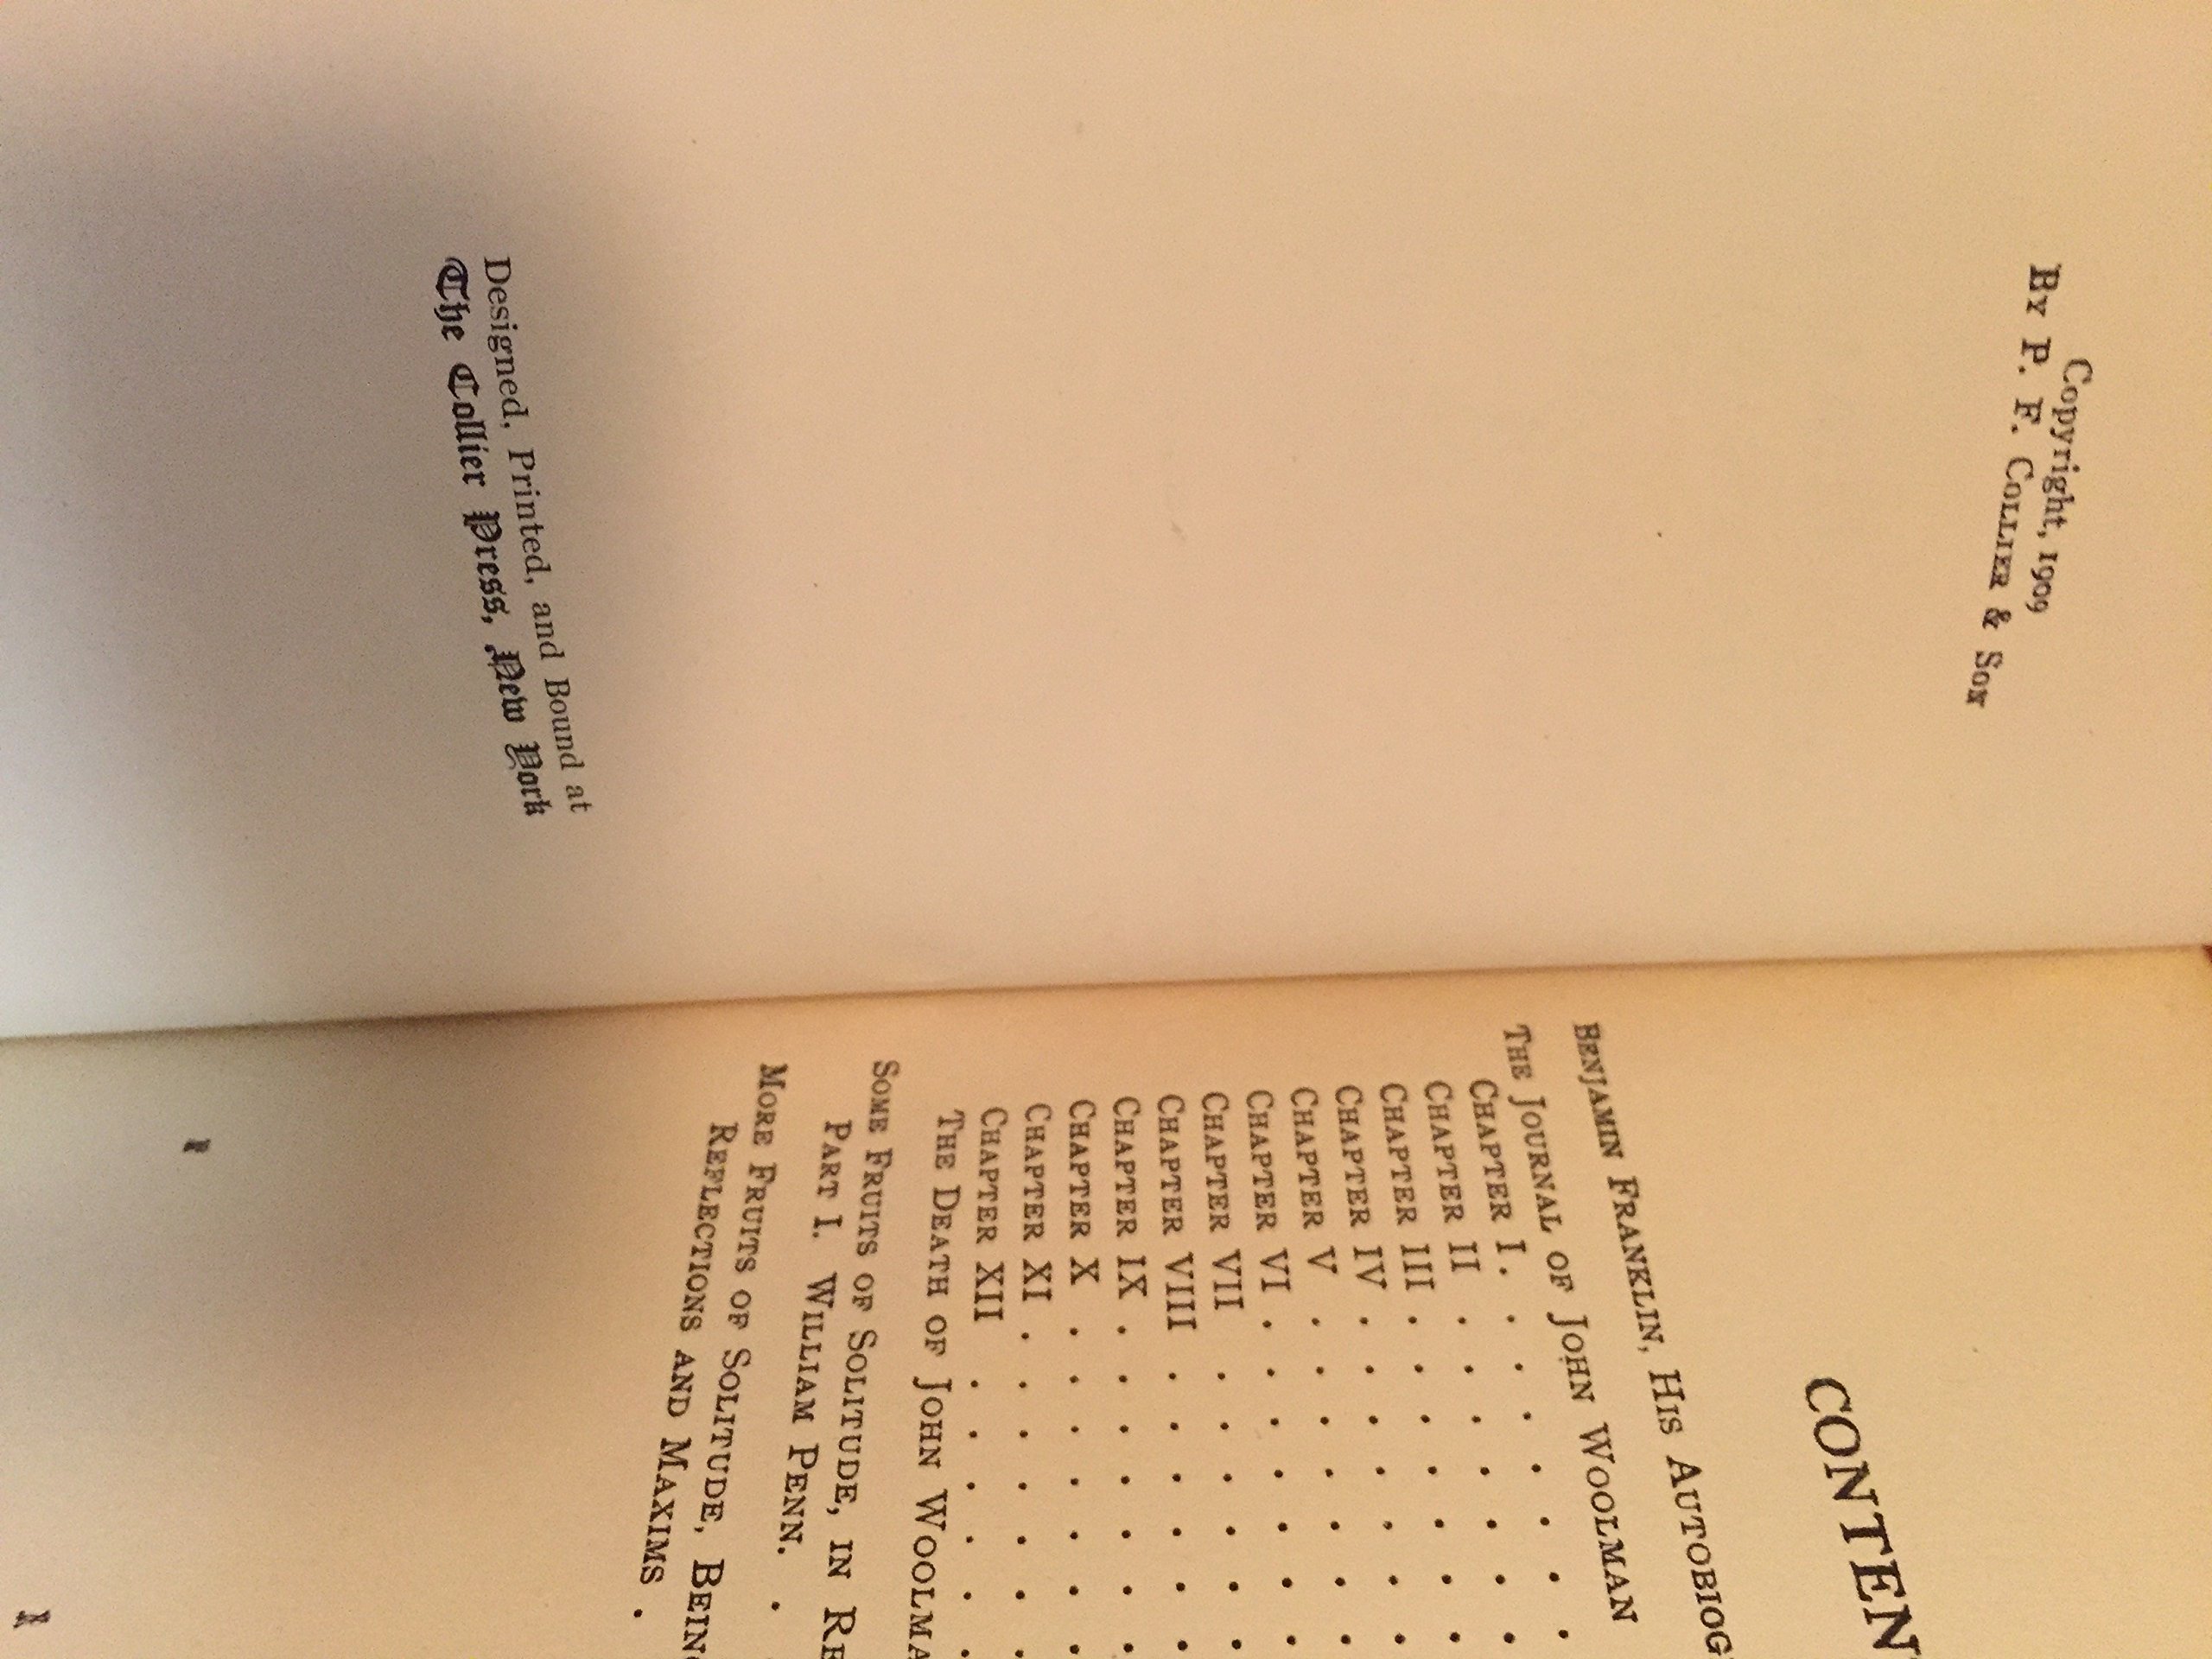 Copyright, 1909
By P. F. Collier & Son
Designed, Printed, and Bound at
The Collier Press, New York
CONTEN
Benjamin Franklin, His Autobiog
The Journal of John Woolman
Chapter I . . . . . . . .
Chapter II . . . . . . .
Chapter III . . . . . . .
Chapter IV . . . . . . .
Chapter V . . . . . . .
Chapter VI . . . . . . .
Chapter VII . . . . . .
Chapter VIII . . . . . .
Chapter IX . . . . . . .
Chapter X . . . . . . .
Chapter XI . . . . . . .
Chapter XII . . . . . .
The Death of John Woolma
Some Fruits of Solitude, in Re
Part I. William Penn. . .
More Fruits of Solitude, Bein
Reflections and Maxims .